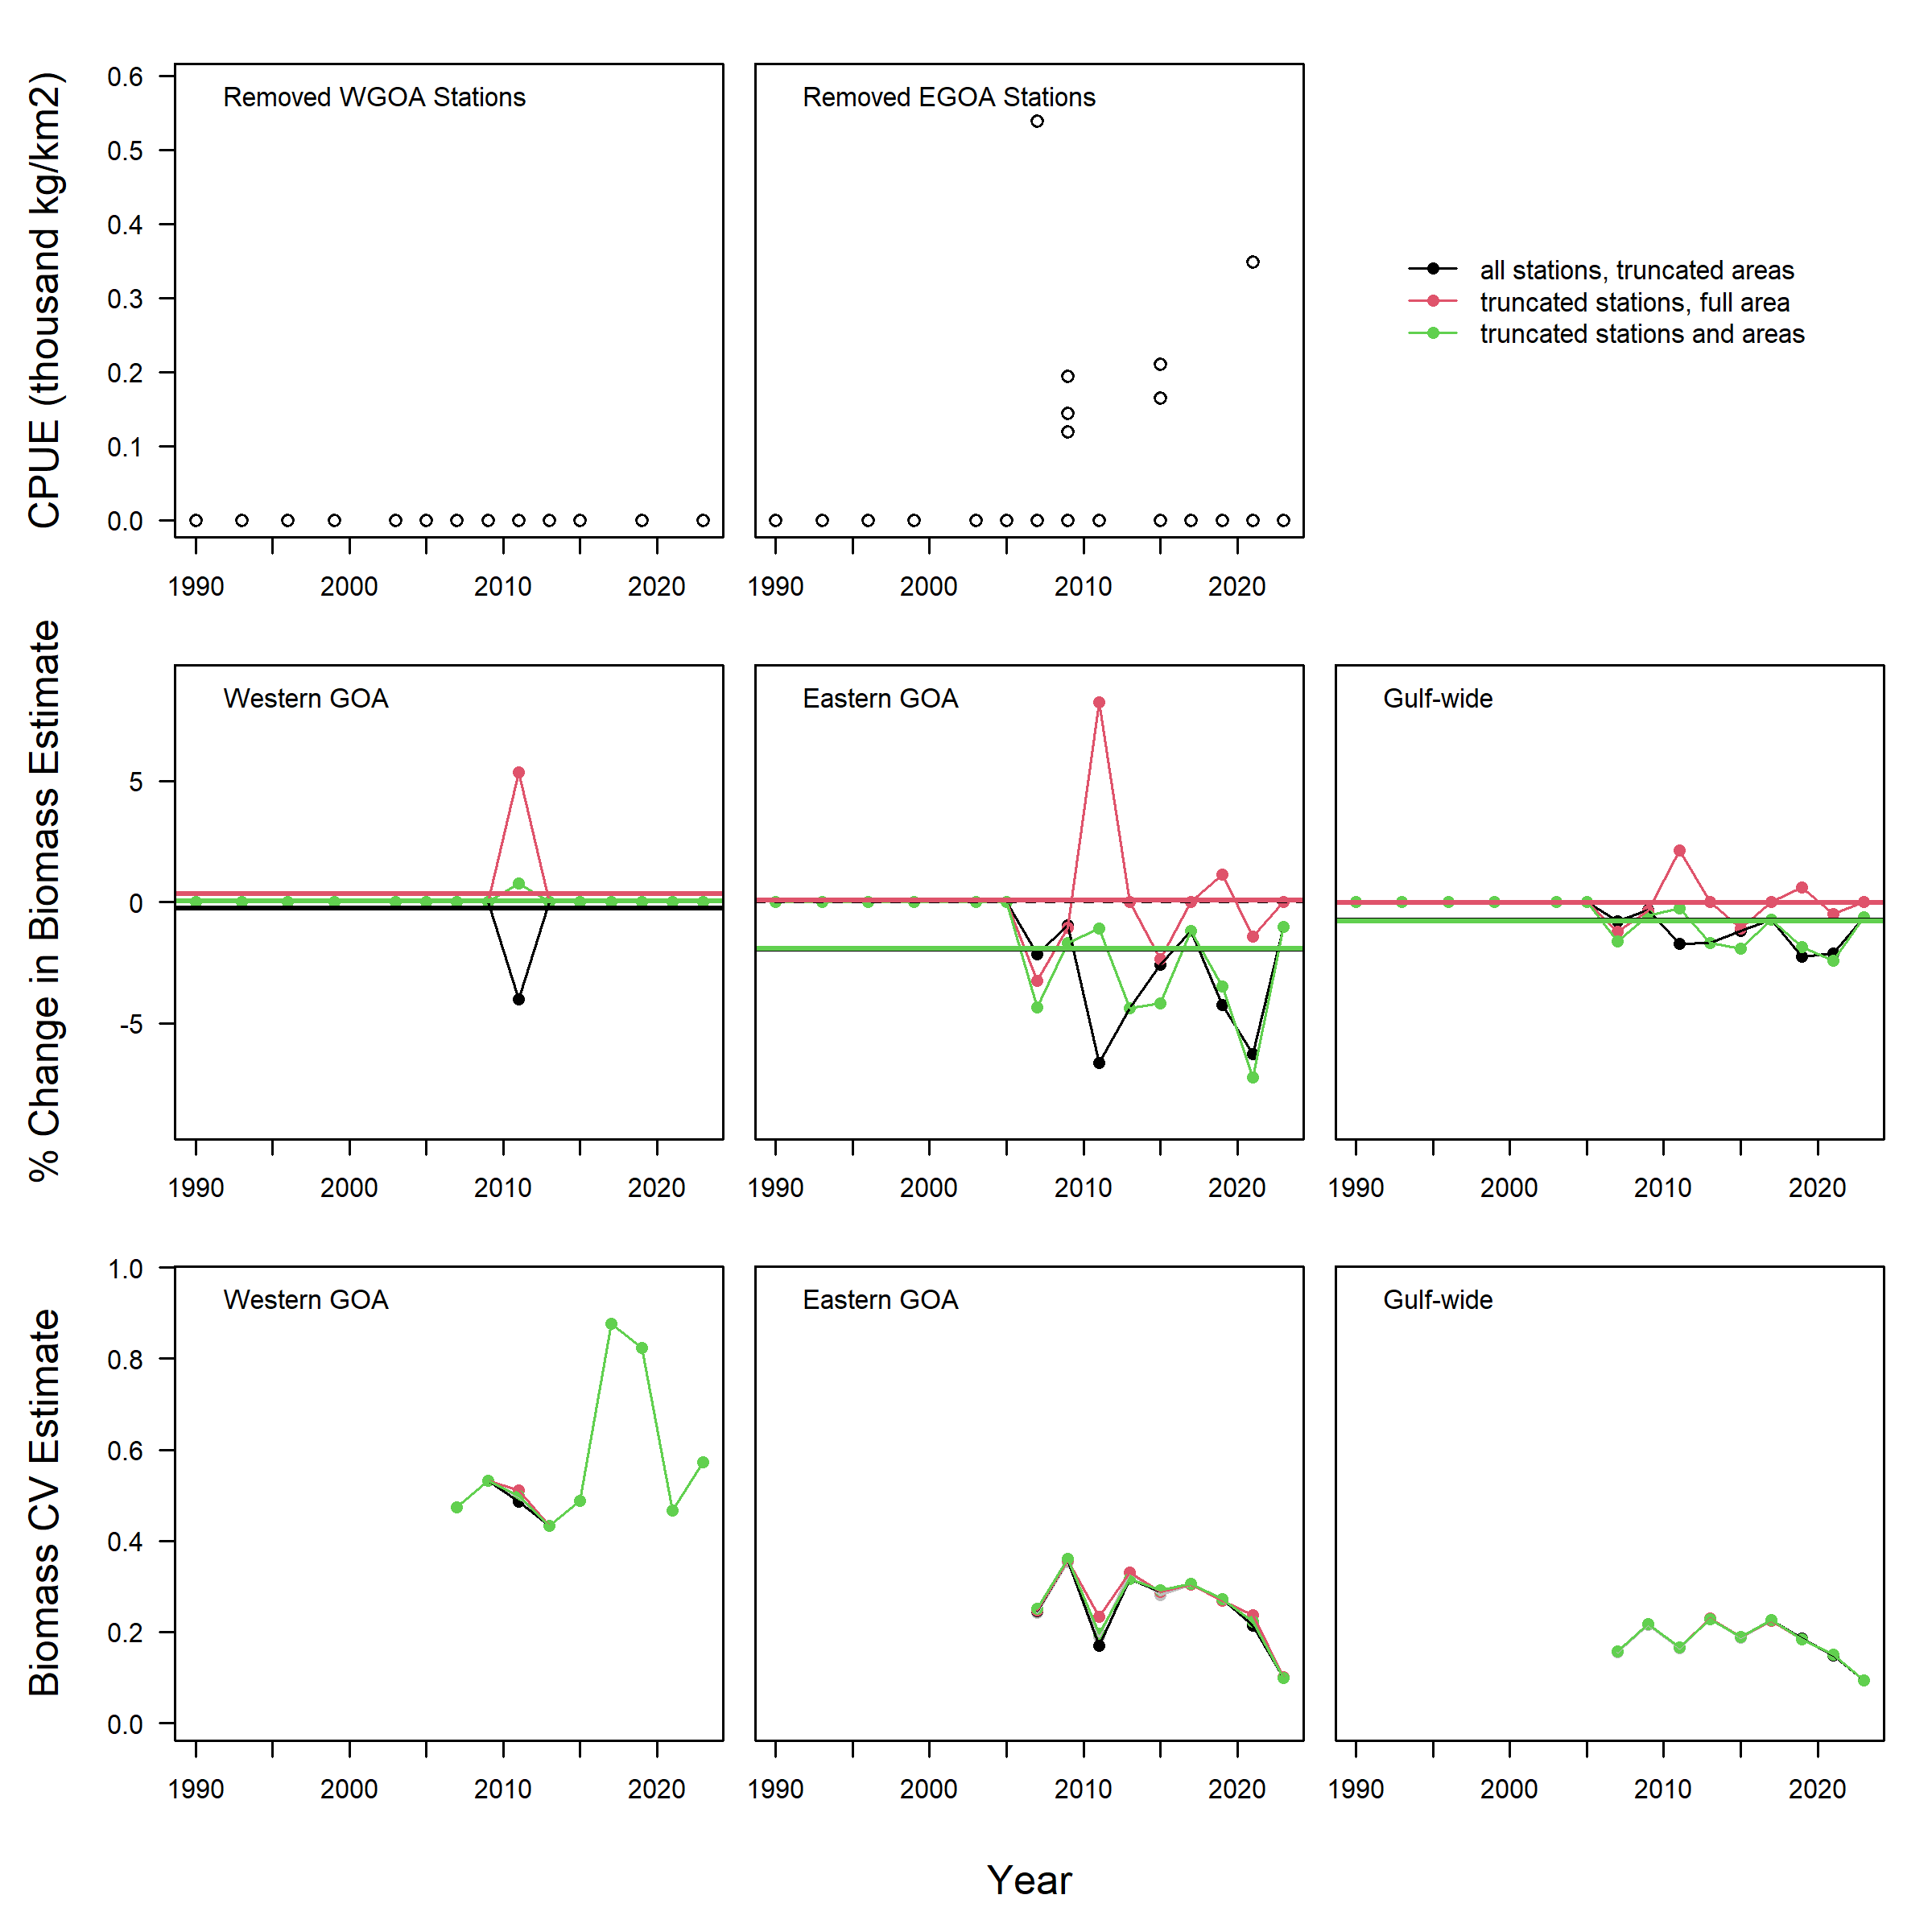 CPUE (thousand kg/km2)
0.6
0.5
0.4
0.3
0.2
0.1
0.0
Removed WGOA Stations
1990 2000 2010 2020
Removed EGOA Stations
1990 2000 2010 2020
all stations, truncated areas
truncated stations, full area
truncated stations and areas
% Change in Biomass Estimate
5
0
-5
Western GOA
1990 2000 2010 2020
Eastern GOA
1990 2000 2010 2020
Gulf-wide
1990 2000 2010 2020
Biomass CV Estimate
1.0
0.8
0.6
0.4
0.2
0.0
Western GOA
1990 2000 2010 2020
Eastern GOA
1990 2000 2010 2020
Gulf-wide
1990 2000 2010 2020
Year